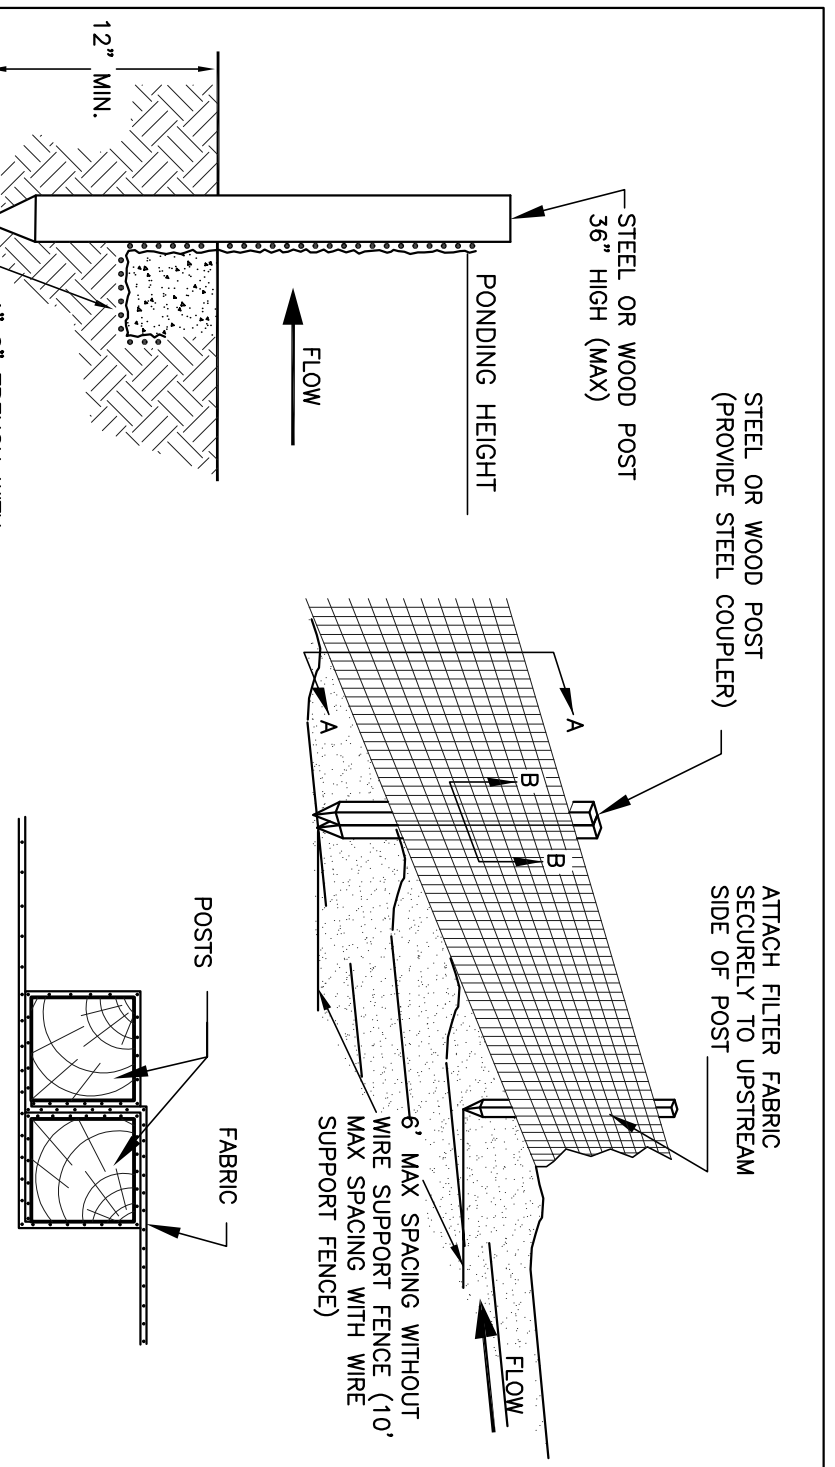 STEEL OR WOOD POST
(PROVIDE STEEL COUPLER)
ATTACH FILTER FABRIC
SECURELY TO UPSTREAM
SIDE OF POST
STEEL OR WOOD POST
36" HIGH (MAX)
PONDING HEIGHT
FLOW
12" MIN.
TRENCH WITH
A
A
B
B
FLOW
6' MAX SPACING WITHOUT
WIRE SUPPORT FENCE (10'
MAX SPACING WITH WIRE
SUPPORT FENCE)
POSTS
FABRIC